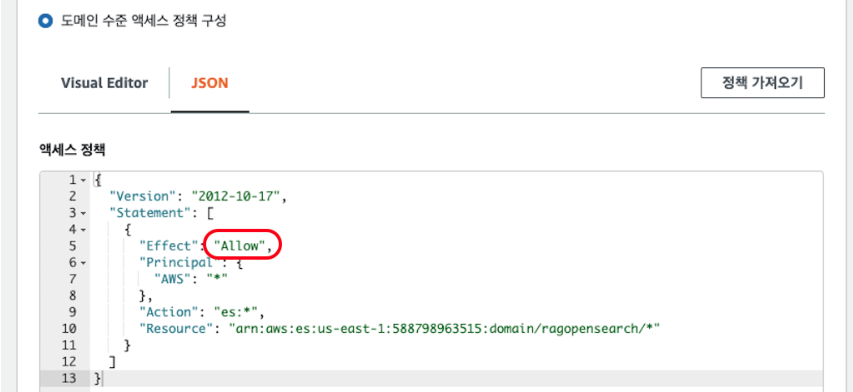 도메인 수준 액세스 정책 구성
Visual Editor JSON 정책 가져오기
액세스 정책
1 {
2 "Version": "2012-10-17",
3 "Statement": [
4 {
5 "Effect": "Allow",
6 "Principal": {
7 "AWS": "*"
8 },
9 "Action": "es:*",
10 "Resource": "arn:aws:es:us-east-1:588798963515:domain/ragopensearch/*"
11 }
12 ]
13 }